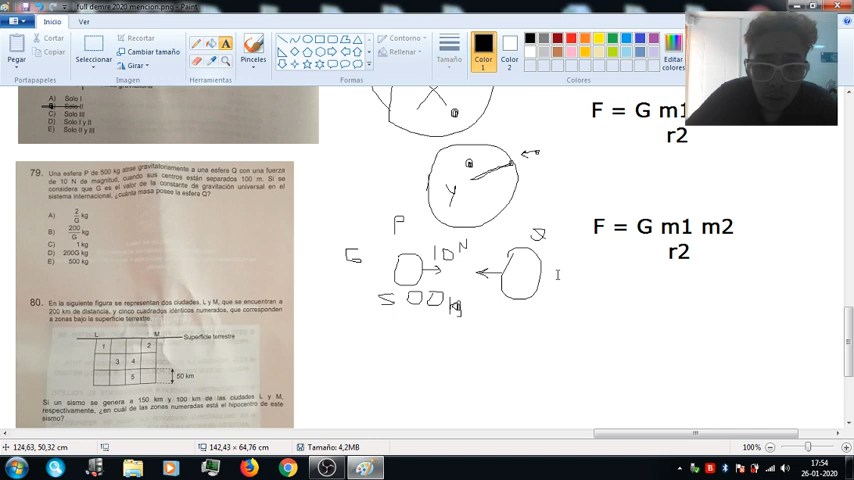 full demre 2020 mencion.png - Paint
Inicio
Ver
Pegar
Cortar
Copiar
Portapapeles
Seleccionar
Recortar
Cambiar tamaño
Girar
Imagen
Herramientas
Pinceles
Formas
Contorno
Rellenar
Tamaño
Color 1
Color 2
Colores
Editar
A) Solo I
Solo II
C) Solo III
D) Solo I y II
E) Solo II y III
79. Una esfera P de 500 kg atrae gravitatoriamente a una esfera Q con una fuerza
de 10 N de magnitud, cuando sus centros están separados 100 m. Si se
considera que G es el valor de la constante de gravitación universal en el
sistema internacional, ¿cuánta masa posee la esfera Q?
A) 2/G kg
B) 200/G kg
C) 1 kg
D) 200G kg
E) 500 kg
80. En la siguiente figura se representan dos ciudades, L y M, que se encuentran a
200 km de distancia, y cinco cuadrados idénticos numerados, que corresponden
a zonas bajo la superficie terrestre.
L M Superficie terrestre
1 2
3 4
5 50 km
Si un sismo se genera a 150 km y 100 km de las ciudades L y M,
respectivamente, ¿en cuál de las zonas numeradas está el hipocentro de este
sismo?
Y
P
G
10 N
500 kg
F = G m1
r2
F = G m1 m2
r2
124,63, 50,32 cm
142,43 × 64,76 cm
Tamaño: 4,2MB
100%
17:54
26-01-2020